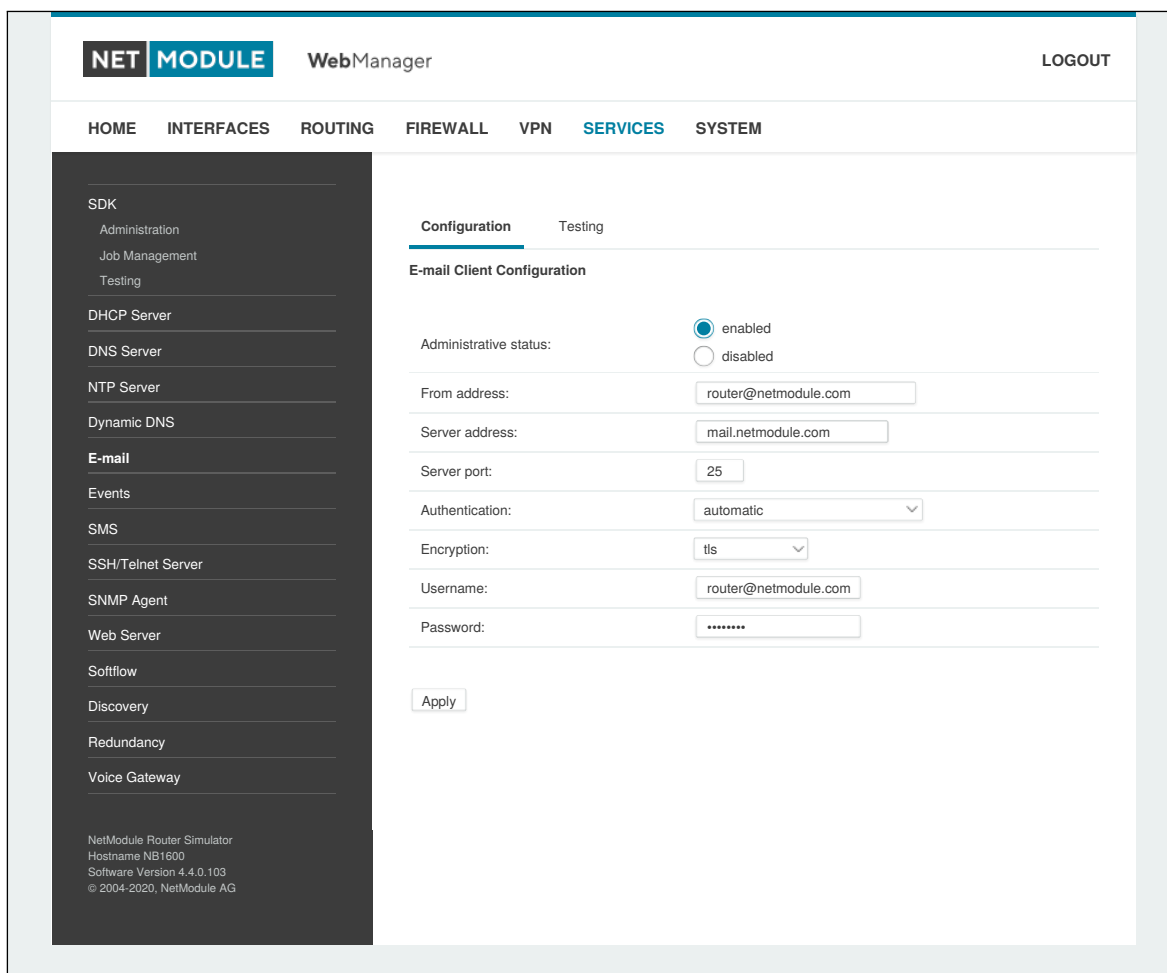 NET MODULE WebManager LOGOUT
HOME INTERFACES ROUTING FIREWALL VPN SERVICES SYSTEM
SDK
Administration
Job Management
Testing
DHCP Server
DNS Server
NTP Server
Dynamic DNS
E-mail
Events
SMS
SSH/Telnet Server
SNMP Agent
Web Server
Softflow
Discovery
Redundancy
Voice Gateway
NetModule Router Simulator
Hostname NB1600
Software Version 4.4.0.103
© 2004-2020, NetModule AG
Configuration Testing
E-mail Client Configuration
Administrative status: enabled
disabled
From address: router@netmodule.com
Server address: mail.netmodule.com
Server port: 25
Authentication: automatic
Encryption: tls
Username: router@netmodule.com
Password: ••••••••
Apply